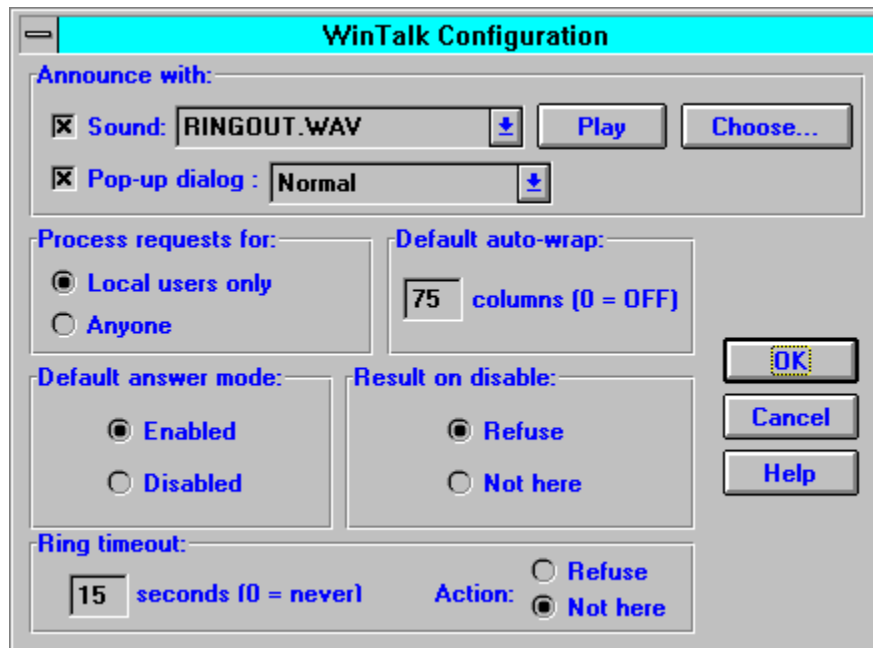 WinTalk Configuration
Announce with:
Sound: RINGOUT.WAV Play Choose...
Pop-up dialog : Normal
Process requests for: Default auto-wrap:
Local users only
75 columns (0 = OFF)
Anyone
OK
Default answer mode: Result on disable:
Cancel
Enabled Refuse
Help
Disabled Not here
Ring timeout:
15 seconds (0 = never) Action: Refuse
Not here